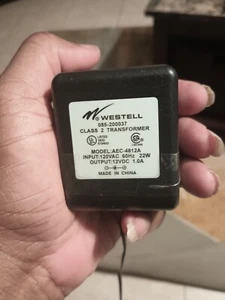 WESTELL
085-200037
CLASS 2 TRANSFORMER
LISTED
MODEL:AEC-4812A
INPUT:120VAC 60Hz 22W
OUTPUT:12VDC 1.0A
MADE IN CHINA